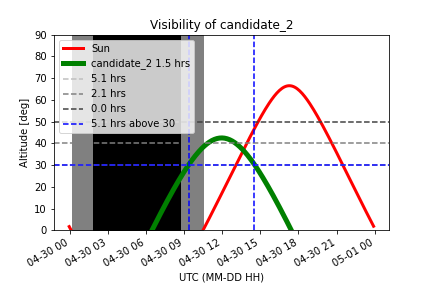 Visibility of candidate_2
Altitude [deg]
90
80
70
60
50
40
30
20
10
0
Sun
candidate_2 1.5 hrs
5.1 hrs
2.1 hrs
0.0 hrs
5.1 hrs above 30
04-30 00
04-30 03
04-30 06
04-30 09
04-30 12
04-30 15
04-30 18
04-30 21
05-01 00
UTC (MM-DD HH)